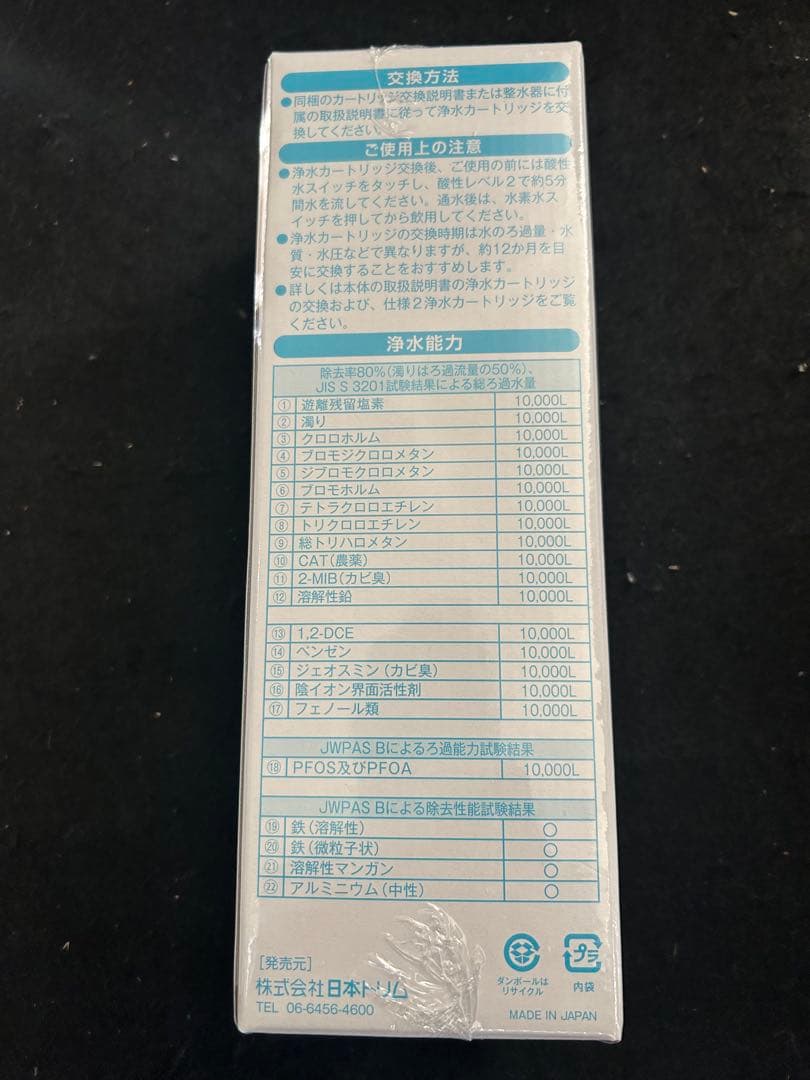 交換方法
●同梱のカートリッジ交換説明書または整水器に付
属の取扱説明書に従って浄水カートリッジを交
換してください。
ご使用上の注意
●浄水カートリッジ交換後、ご使用の前には酸性
水スイッチをタッチし、酸性レベル2で約5分
間水を流してください。通水後は、水素水ス
イッチを押してから飲用してください。
●浄水カートリッジの交換時期は水のろ過量・水
質・水圧などで異なりますが、約12か月を目
安に交換することをおすすめします。
●詳しくは本体の取扱説明書の浄水カートリッジ
の交換および、仕様2浄水カートリッジをご覧
ください。
浄水能力
除去率80%(濁りはろ過流量の50%)、
JIS S 3201試験結果による総ろ過水量
① 遊離残留塩素 10,000L
② 濁り 10,000L
③ クロロホルム 10,000L
④ ブロモジクロロメタン 10,000L
⑤ ジブロモクロロメタン 10,000L
⑥ ブロモホルム 10,000L
⑦ テトラクロロエチレン 10,000L
⑧ トリクロロエチレン 10,000L
⑨ 総トリハロメタン 10,000L
⑩ CAT(農薬) 10,000L
⑪ 2-MIB(カビ臭) 10,000L
⑫ 溶解性鉛 10,000L
⑬ 1,2-DCE 10,000L
⑭ ベンゼン 10,000L
⑮ ジェオスミン(カビ臭) 10,000L
⑯ 陰イオン界面活性剤 10,000L
⑰ フェノール類 10,000L
JWPAS Bによるろ過能力試験結果
⑱ PFOS及びPFOA 10,000L
JWPAS Bによる除去性能試験結果
⑲ 鉄(溶解性) ○
⑳ 鉄(微粒子状) ○
㉑ 溶解性マンガン ○
㉒ アルミニウム(中性) ○
[発売元]
株式会社日本トリム
TEL 06-6456-4600
ダンボールは
リサイクル
プラ
内袋
MADE IN JAPAN